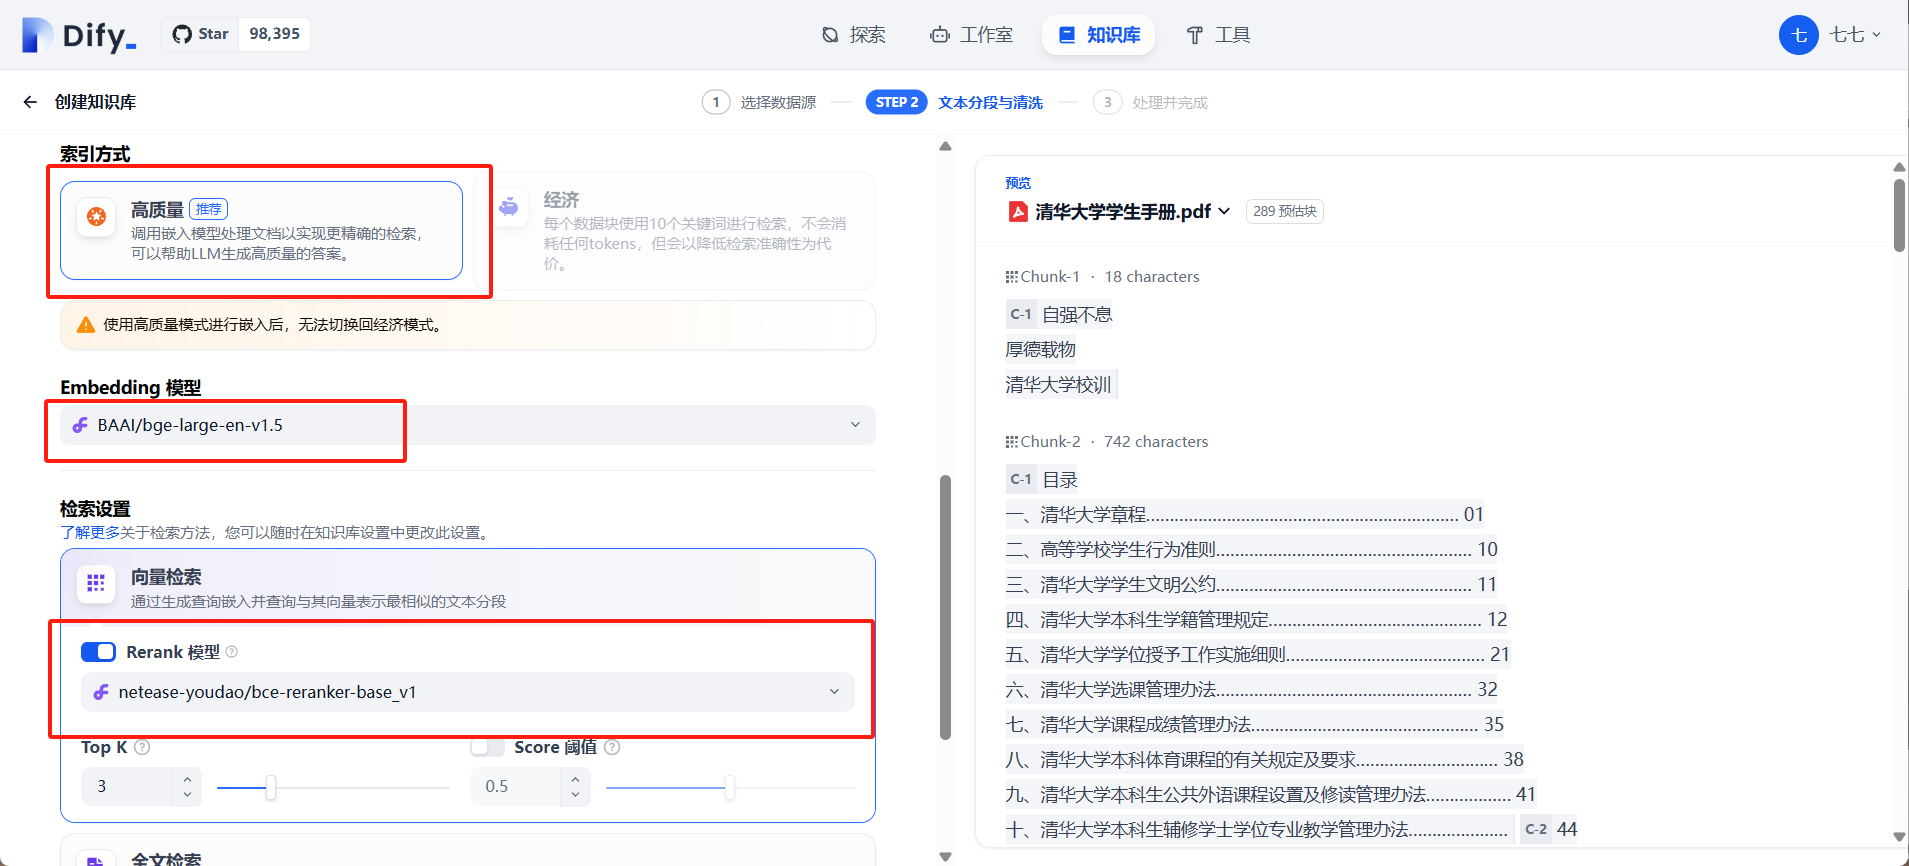 Dify_
Star 98,395
探索
工作室
知识库
工具
七 七七
创建知识库
1 选择数据源
STEP 2 文本分段与清洗
3 处理并完成
索引方式
高质量 推荐
调用嵌入模型处理文档以实现更精确的检索，
可以帮助LLM生成高质量的答案。
经济
每个数据块使用10个关键词进行检索，不会消
耗任何tokens，但会以降低检索准确性为代
价。
使用高质量模式进行嵌入后，无法切换回经济模式。
Embedding 模型
BAAI/bge-large-en-v1.5
检索设置
了解更多关于检索方法，您可以随时在知识库设置中更改此设置。
向量检索
通过生成查询嵌入并查询与其向量表示最相似的文本分段
Rerank 模型
netease-youdao/bce-reranker-base_v1
Top K
Score 阈值
3
0.5
全文检索
预览
清华大学学生手册.pdf 289 预估块
Chunk-1 · 18 characters
C-1 自强不息
厚德载物
清华大学校训
Chunk-2 · 742 characters
C-1 目录
一、清华大学章程.................................................................. 01
二、高等学校学生行为准则...................................................... 10
三、清华大学学生文明公约...................................................... 11
四、清华大学本科生学籍管理规定............................................. 12
五、清华大学学位授予工作实施细则.......................................... 21
六、清华大学选课管理办法...................................................... 32
七、清华大学课程成绩管理办法................................................ 35
八、清华大学本科体育课程的有关规定及要求.............................. 38
九、清华大学本科生公共外语课程设置及修读管理办法.................. 41
十、清华大学本科生辅修学士学位专业教学管理办法..................... C-2 44